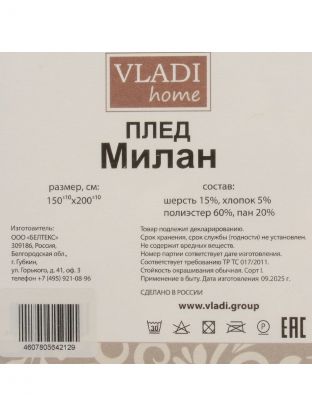 VLADI
home
ПЛЕД
Милан
размер, см:
150⁺¹⁰х200⁺¹⁰
состав:
шерсть 15%, хлопок 5%
полиэстер 60%, пан 20%
Изготовитель:
ООО «БЕЛТЕКС»
309186, Россия,
Белгородская обл.,
г. Губкин,
ул. Горького, д. 41, оф. 3
телефон +7 (495) 921-08-96
Товар подлежит декларированию.
Срок хранения, срок службы (годности) не установлен.
Не содержит вредных веществ.
Номер партии соответствует дате изготовления.
Соответствует требованию ТР ТС 017/2011.
Стойкость окрашивания обычная. Сорт I.
Применение в быту. Дата изготовления 09.2025 г.
СДЕЛАНО В РОССИИ
www.vladi.group
30
P
EAC
4607805642129